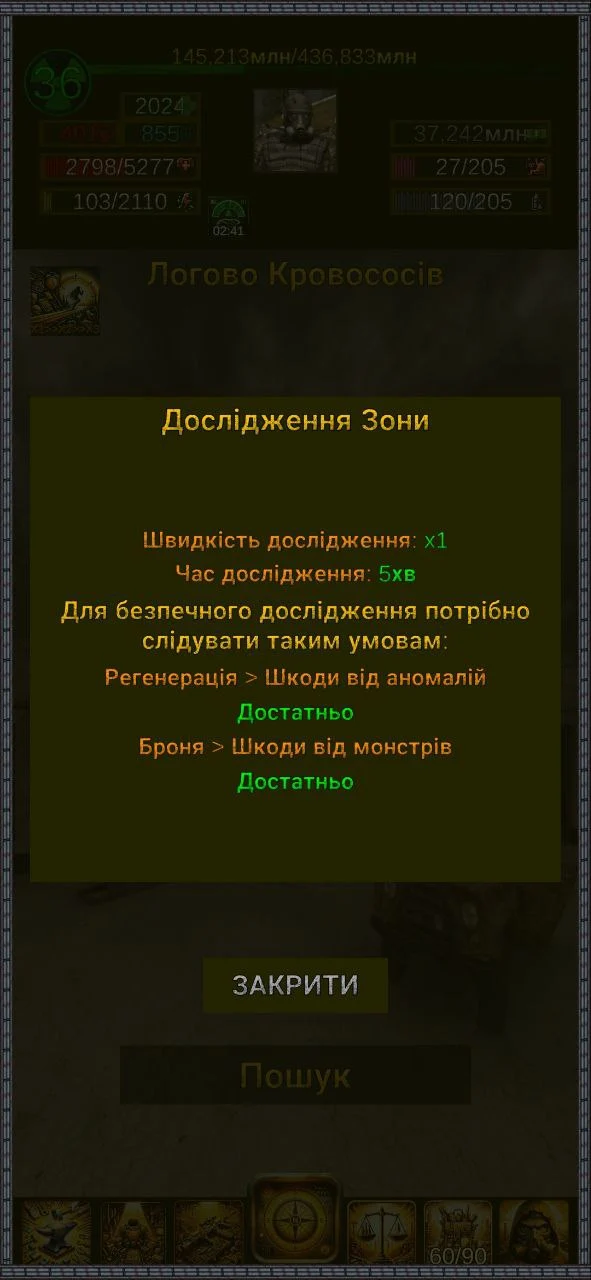 145,213млн/436,833млн
36
2024
855
37,242млн
2798/5277
27/205
103/2110
120/205
02:41
Логово Кровососів
Дослідження Зони
Швидкість дослідження: x1
Час дослідження: 5хв
Для безпечного дослідження потрібно
слідувати таким умовам:
Регенерація > Шкоди від аномалій
Достатньо
Броня > Шкоди від монстрів
Достатньо
ЗАКРИТИ
Пошук
60/90